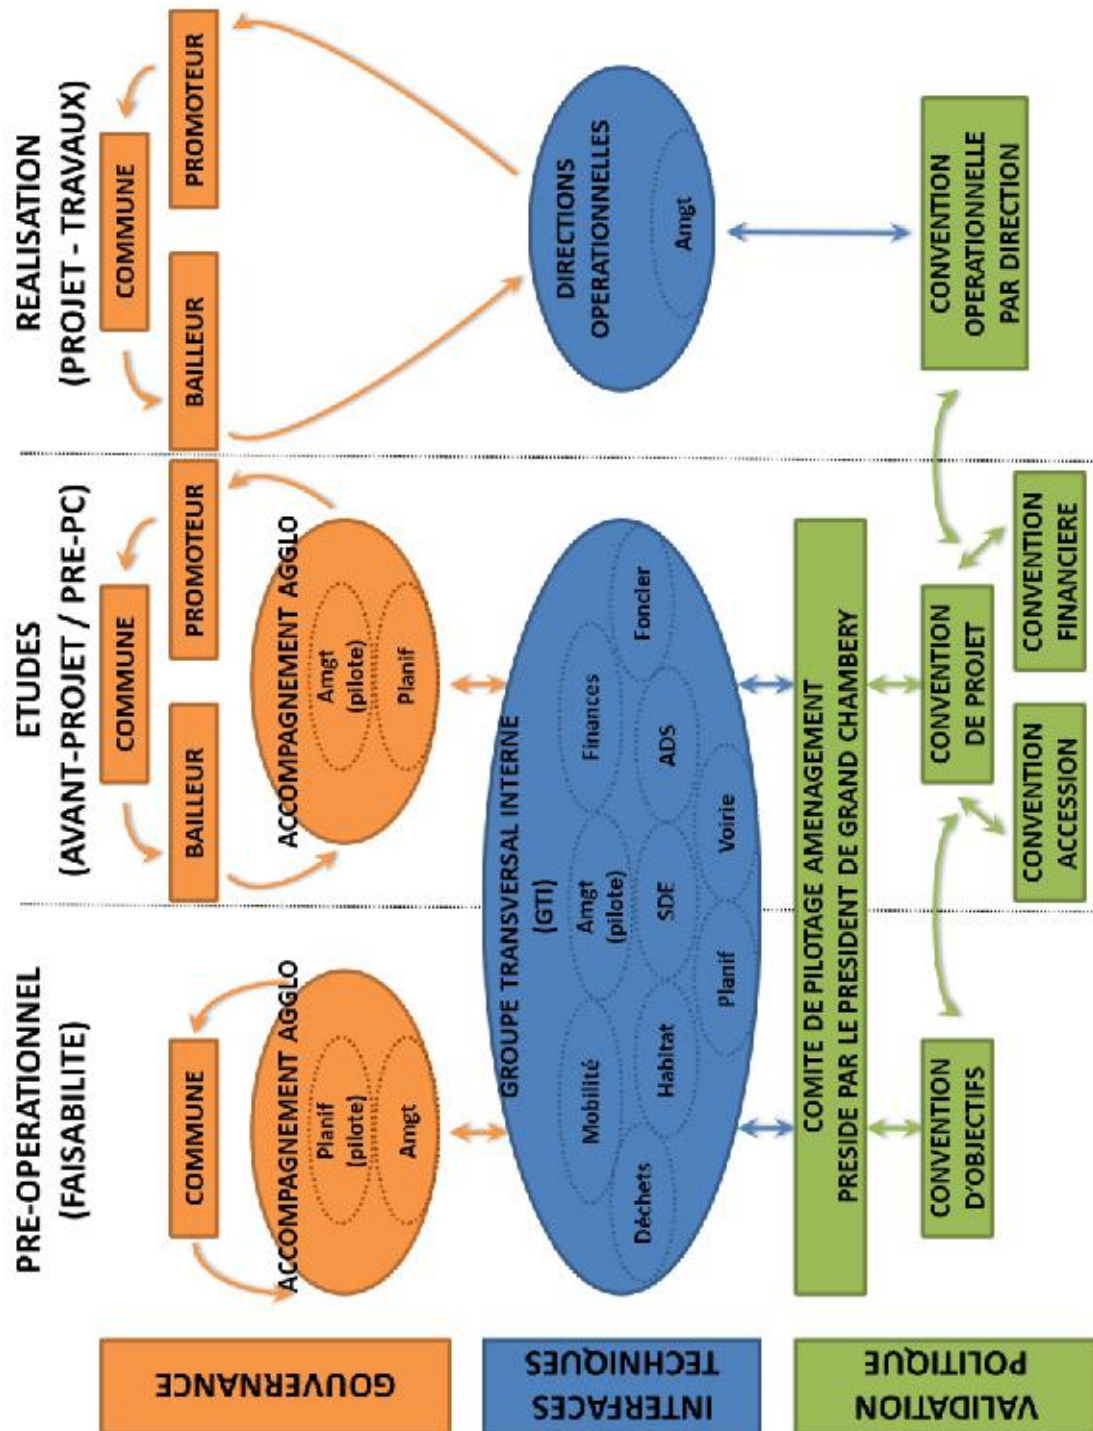 PRE-OPERATIONNEL
(FAISABILITE)
ETUDES
(AVANT-PROJET / PRE-PC)
REALISATION
(PROJET - TRAVAUX)
GOUVERNANCE
COMMUNE
ACCOMPAGNEMENT AGGLO
Planif
(pilote)
Amgt
COMMUNE
BAILLEUR
PROMOTEUR
ACCOMPAGNEMENT AGGLO
Amgt
(pilote)
Planif
COMMUNE
BAILLEUR
PROMOTEUR
INTERFACES
TECHNIQUES
GROUPE TRANSVERSAL INTERNE
(GTI)
Mobilité
Amgt
(pilote)
Finances
Déchets
Habitat
SDE
ADS
Foncier
Planif
Voirie
DIRECTIONS
OPERATIONNELLES
Amgt
VALIDATION
POLITIQUE
COMITE DE PILOTAGE AMENAGEMENT
PRESIDE PAR LE PRESIDENT DE GRAND CHAMBERY
CONVENTION
D'OBJECTIFS
CONVENTION
DE PROJET
CONVENTION
ACCESSION
CONVENTION
FINANCIERE
CONVENTION
OPERATIONNELLE
PAR DIRECTION